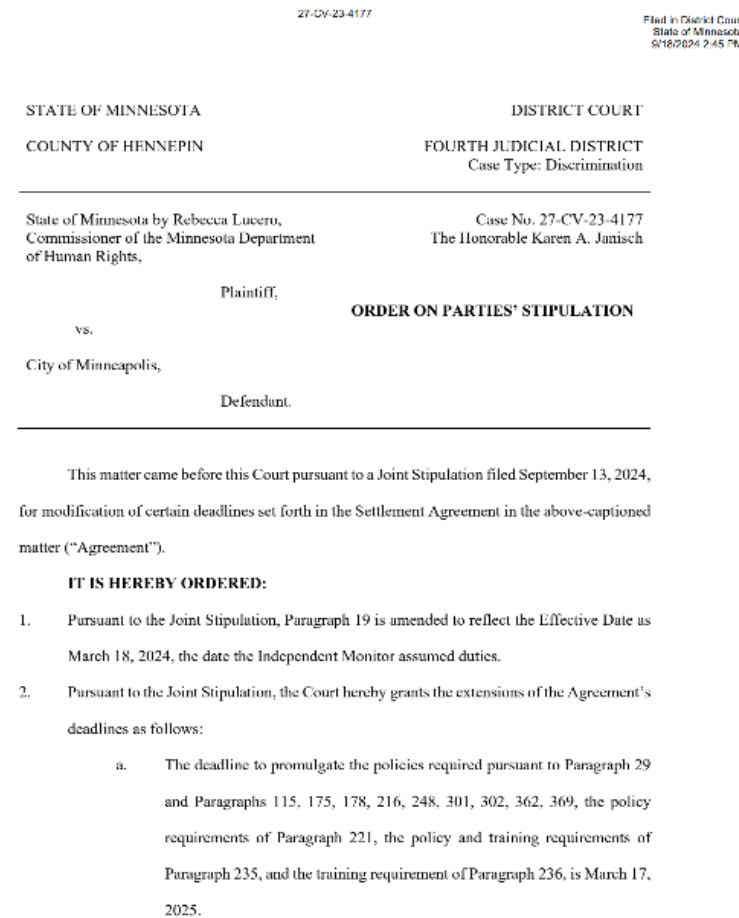 27-CV-23-4177
Filed in District Cour
State of Minnesota
9/18/2024 2:45 PM
STATE OF MINNESOTA
DISTRICT COURT
COUNTY OF HENNEPIN
FOURTH JUDICIAL DISTRICT
Case Type: Discrimination
State of Minnesota by Rebecca Lucero,
Commissioner of the Minnesota Department
of Human Rights,
Case No. 27-CV-23-4177
The Honorable Karen A. Janisch
Plaintiff,
ORDER ON PARTIES’ STIPULATION
vs.
City of Minneapolis,
Defendant.
This matter came before this Court pursuant to a Joint Stipulation filed September 13, 2024,
for modification of certain deadlines set forth in the Settlement Agreement in the above-captioned
matter (“Agreement”).
IT IS HEREBY ORDERED:
1. Pursuant to the Joint Stipulation, Paragraph 19 is amended to reflect the Effective Date as
March 18, 2024, the date the Independent Monitor assumed duties.
2. Pursuant to the Joint Stipulation, the Court hereby grants the extensions of the Agreement’s
deadlines as follows:
a. The deadline to promulgate the policies required pursuant to Paragraph 29
and Paragraphs 115, 175, 178, 216, 248, 301, 302, 362, 369, the policy
requirements of Paragraph 221, the policy and training requirements of
Paragraph 235, and the training requirement of Paragraph 236, is March 17,
2025.